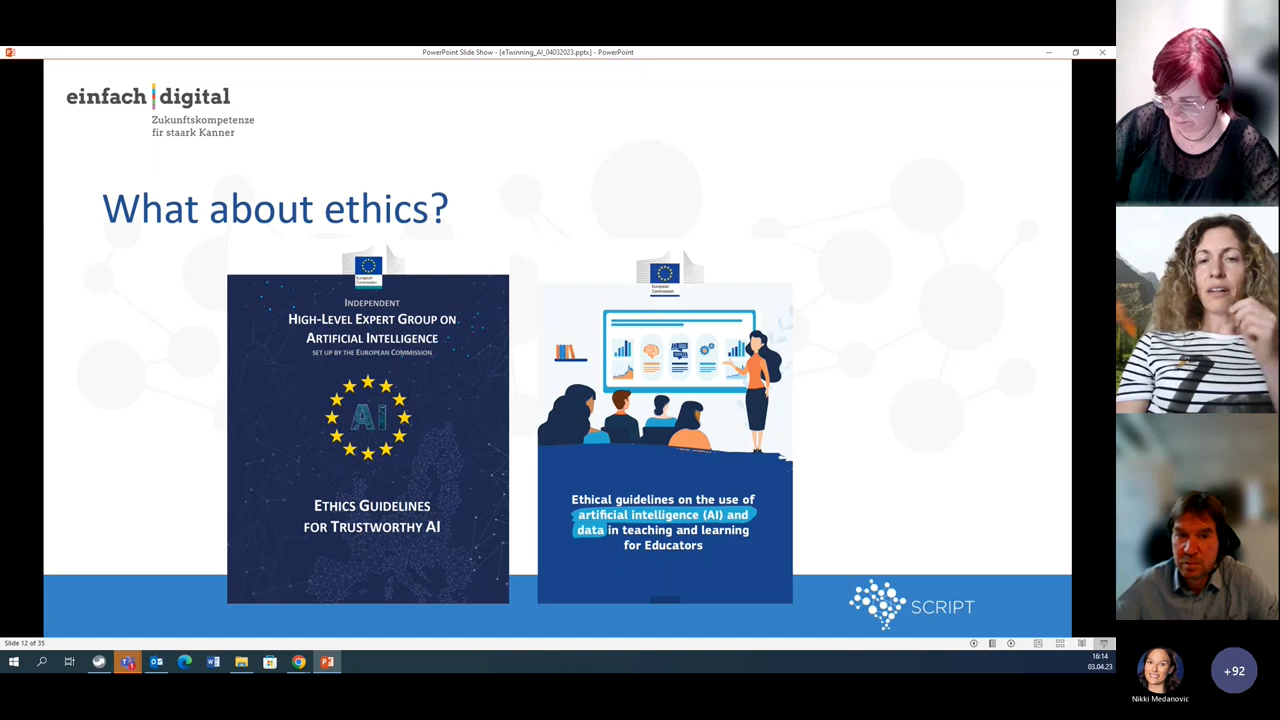 PowerPoint Slide Show - [eTwinning_AI_04032023.pptx] - PowerPoint
einfach digital
Zukunftskompetenze
fir staark Kanner
What about ethics?
European
Commission
INDEPENDENT
HIGH-LEVEL EXPERT GROUP ON
ARTIFICIAL INTELLIGENCE
SET UP BY THE EUROPEAN COMMISSION
AI
ETHICS GUIDELINES
FOR TRUSTWORTHY AI
European
Commission
Ethical guidelines on the use of
artificial intelligence (AI) and
data in teaching and learning
for Educators
SCRIPT
Slide 12 of 35
16:14
03.04.23
Nikki Medanovic
+92